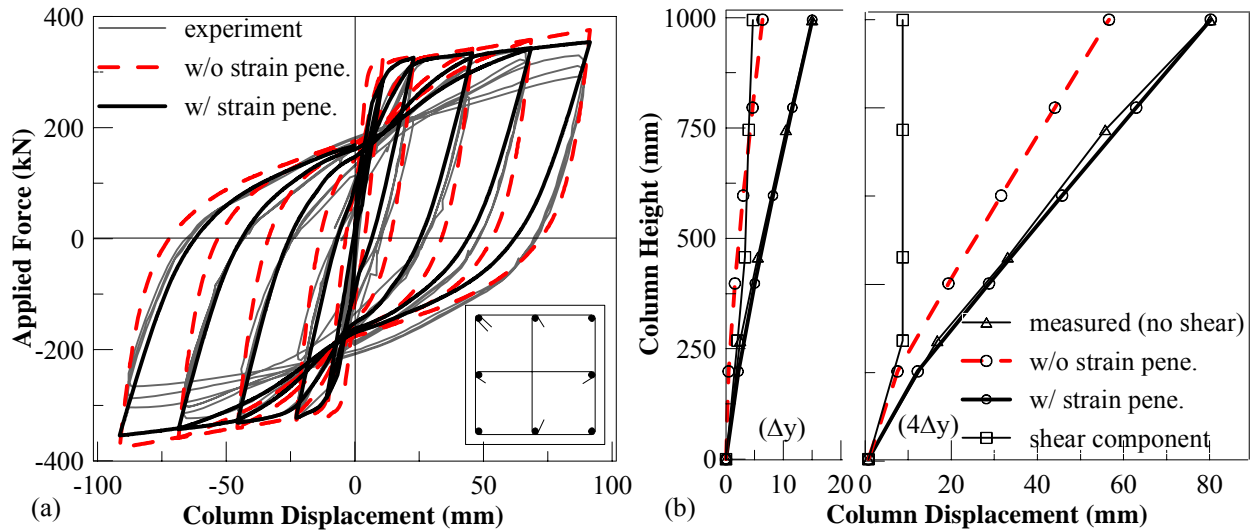 400
200
0
-200
-400
Applied Force (kN)
experiment
w/o strain pene.
w/ strain pene.
-100
-50
0
50
100
(a)
Column Displacement (mm)
1000
750
500
250
0
Column Height (mm)
(Δy)
(4Δy)
measured (no shear)
w/o strain pene.
w/ strain pene.
shear component
0
10
20
0
20
40
60
80
(b)
Column Displacement (mm)